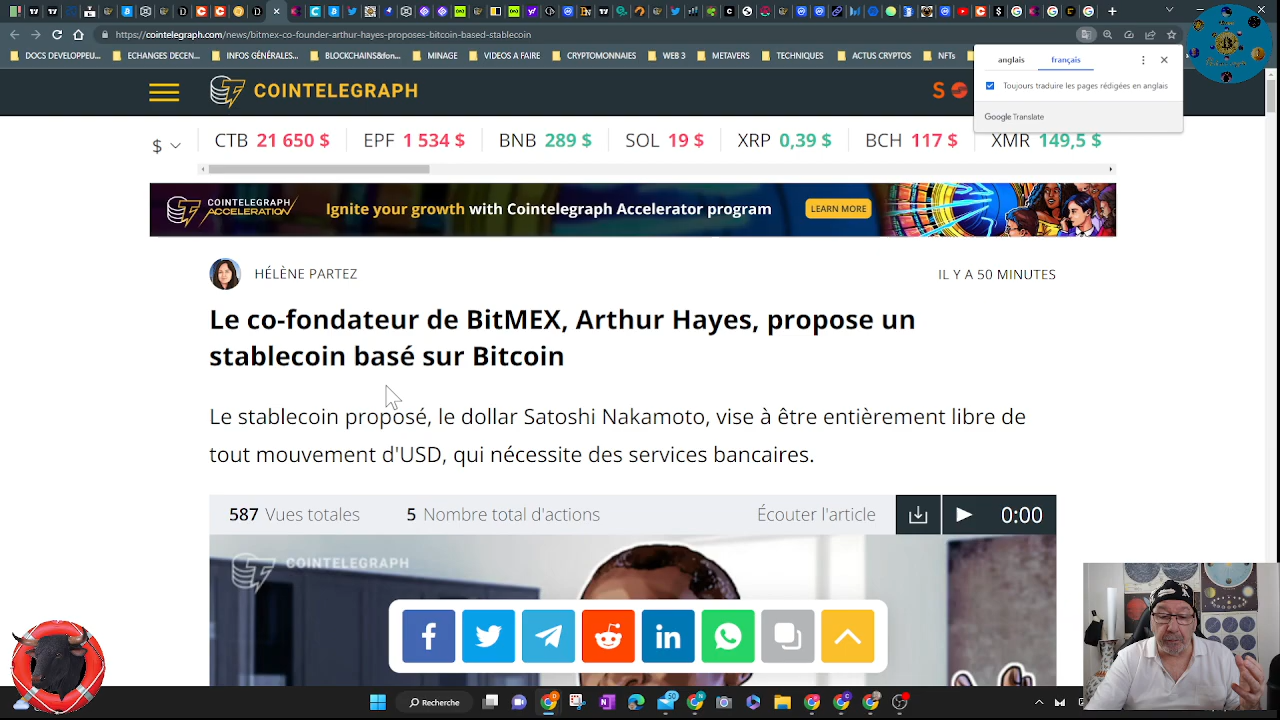 https://cointelegraph.com/news/bitmex-co-founder-arthur-hayes-proposes-bitcoin-based-stablecoin
DOCS DEVELOPPEU...
ECHANGES DECEN...
INFOS GÉNÉRALES...
BLOCKCHAINS&fon...
MINAGE
VIDEOS A FAIRE
CRYPTOMONNAIES
WEB 3
METAVERS
TECHNIQUES
ACTUS CRYPTOS
NFTs
anglais français
Toujours traduire les pages rédigées en anglais
Google Translate
COINTELEGRAPH
S
$ CTB 21 650 $ EPF 1 534 $ BNB 289 $ SOL 19 $ XRP 0,39 $ BCH 117 $ XMR 149,5 $
COINTELEGRAPH
ACCELERATION
Ignite your growth with Cointelegraph Accelerator program
LEARN MORE
HÉLÈNE PARTEZ
IL Y A 50 MINUTES
Le co-fondateur de BitMEX, Arthur Hayes, propose un
stablecoin basé sur Bitcoin
Le stablecoin proposé, le dollar Satoshi Nakamoto, vise à être entièrement libre de
tout mouvement d'USD, qui nécessite des services bancaires.
587 Vues totales 5 Nombre total d'actions Écouter l'article 0:00
COINTELEGRAPH
Recherche